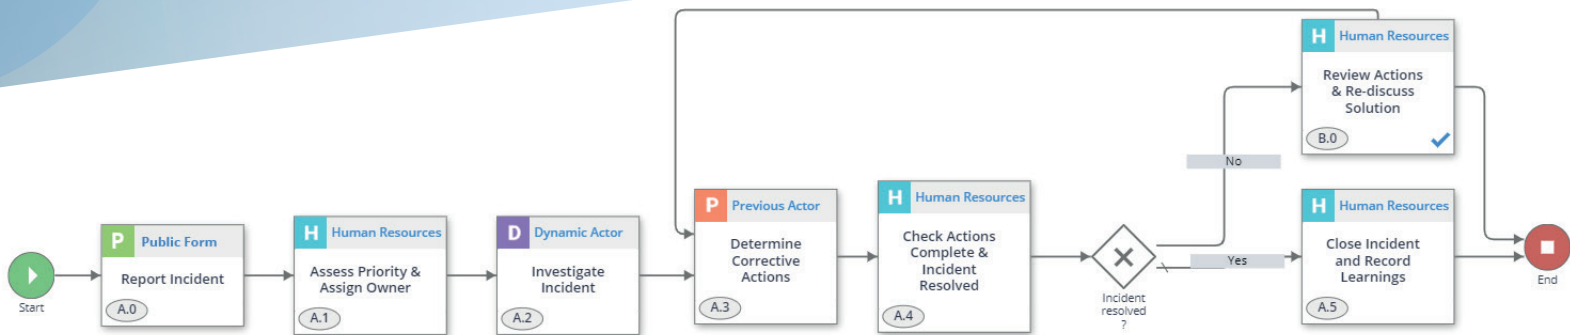 Start
P Public Form
Report Incident
A.0
H Human Resources
Assess Priority &
Assign Owner
A.1
D Dynamic Actor
Investigate
Incident
A.2
P Previous Actor
Determine
Corrective
Actions
A.3
H Human Resources
Check Actions
Complete &
Incident
Resolved
A.4
Incident
resolved
?
No
Yes
H Human Resources
Review Actions
& Re-discuss
Solution
B.0
H Human Resources
Close Incident
and Record
Learnings
A.5
End